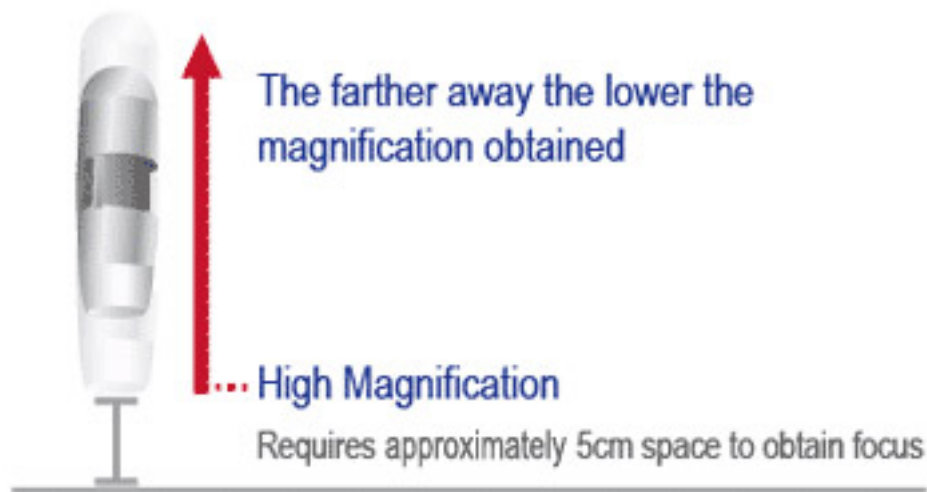 The farther away the lower the
magnification obtained
High Magnification
Requires approximately 5cm space to obtain focus